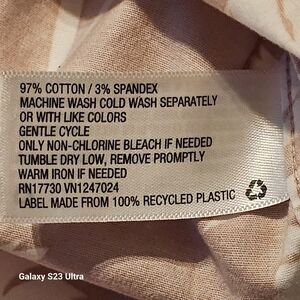 97% COTTON / 3% SPANDEX
MACHINE WASH COLD WASH SEPARATELY
OR WITH LIKE COLORS
GENTLE CYCLE
ONLY NON-CHLORINE BLEACH IF NEEDED
TUMBLE DRY LOW, REMOVE PROMPTLY
WARM IRON IF NEEDED
RN17730 VN1247024
LABEL MADE FROM 100% RECYCLED PLASTIC
Galaxy S23 Ultra